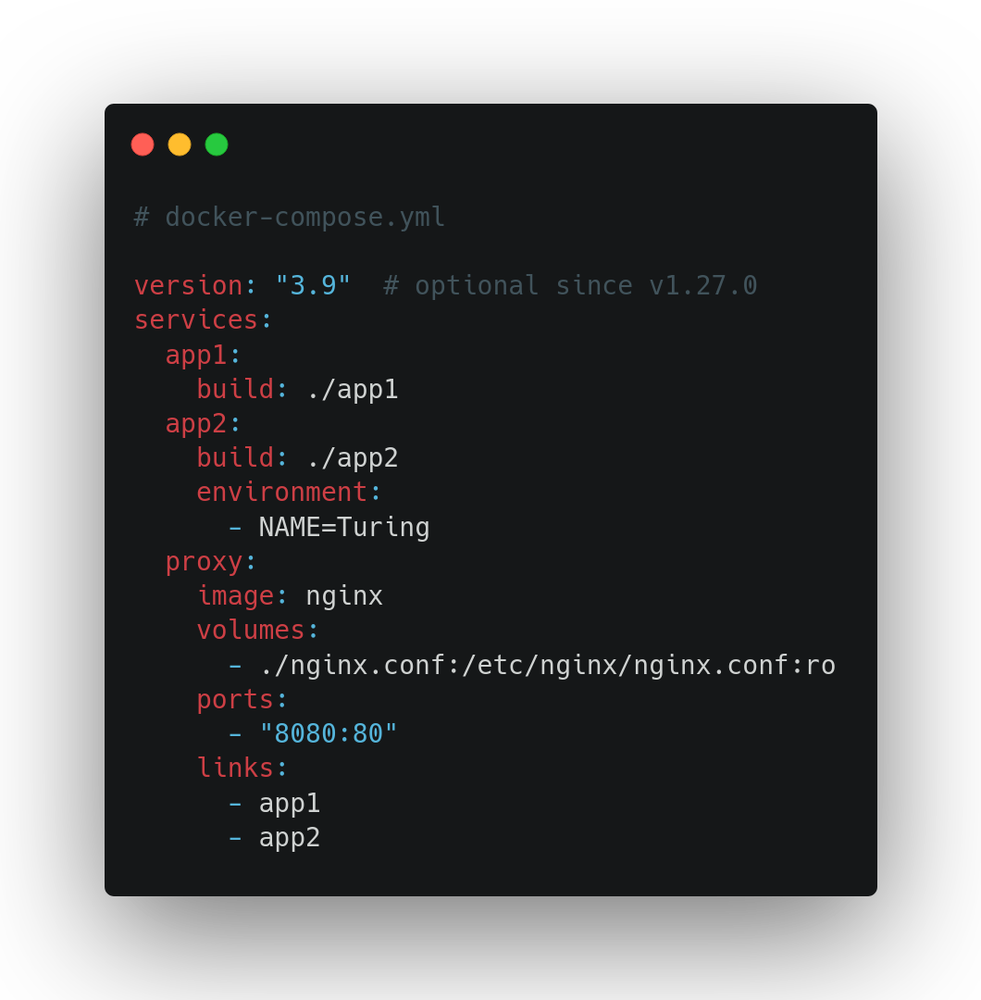 # docker-compose.yml

version: "3.9"  # optional since v1.27.0
services:
  app1:
    build: ./app1
  app2:
    build: ./app2
    environment:
      - NAME=Turing
  proxy:
    image: nginx
    volumes:
      - ./nginx.conf:/etc/nginx/nginx.conf:ro
    ports:
      - "8080:80"
    links:
      - app1
      - app2